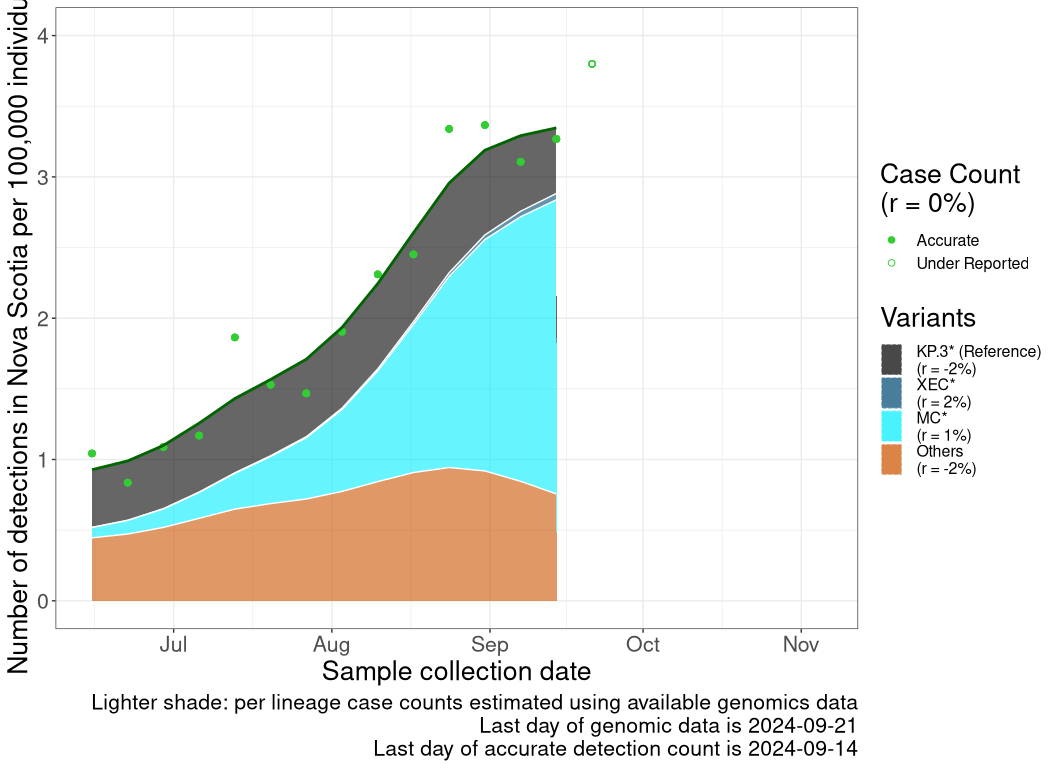 Number of detections in Nova Scotia per 100,000
4
3
2
1
0
Jul
Aug
Sep
Oct
Nov
Sample collection date
Lighter shade: per lineage case counts estimated using available genomics data
Last day of genomic data is 2024-09-21
Last day of accurate detection count is 2024-09-14
Case Count
(r = 0%)
Accurate
Under Reported
Variants
KP.3* (Reference)
(r = -2%)
XEC*
(r = 2%)
MC*
(r = 1%)
Others
(r = -2%)